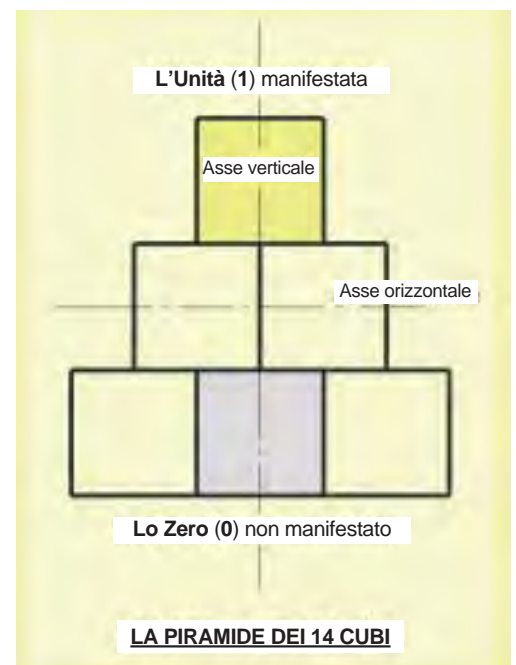 L'Unità (1) manifestata
Asse verticale
Asse orizzontale
Lo Zero (0) non manifestato
LA PIRAMIDE DEI 14 CUBI